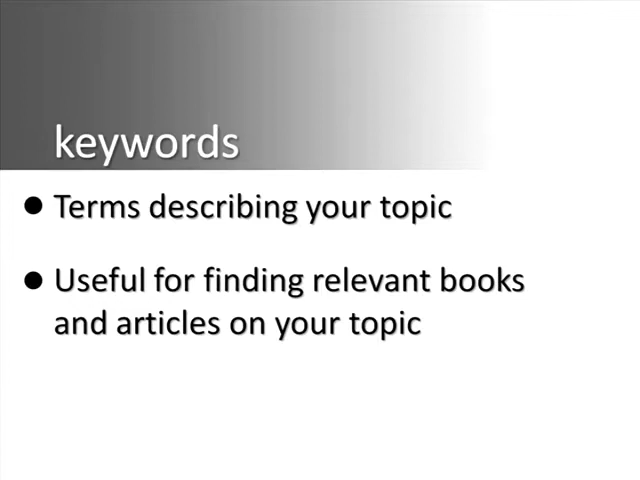 keywords
● Terms describing your topic
● Useful for finding relevant books
and articles on your topic